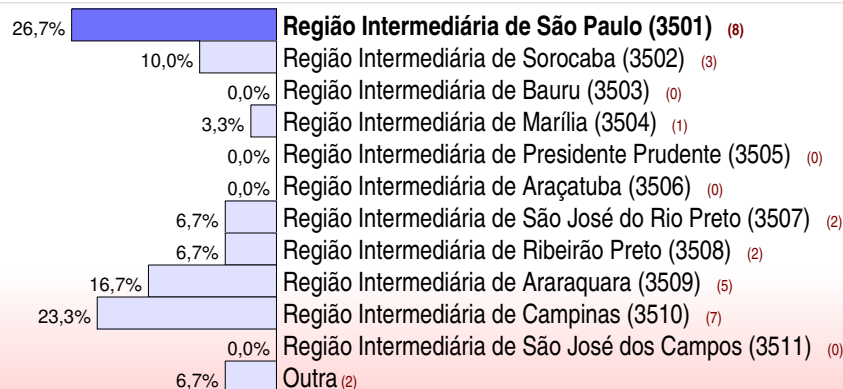 26,7% Região Intermediária de São Paulo (3501) (8)
10,0% Região Intermediária de Sorocaba (3502) (3)
0,0% Região Intermediária de Bauru (3503) (0)
3,3% Região Intermediária de Marília (3504) (1)
0,0% Região Intermediária de Presidente Prudente (3505) (0)
0,0% Região Intermediária de Araçatuba (3506) (0)
6,7% Região Intermediária de São José do Rio Preto (3507) (2)
6,7% Região Intermediária de Ribeirão Preto (3508) (2)
16,7% Região Intermediária de Araraquara (3509) (5)
23,3% Região Intermediária de Campinas (3510) (7)
0,0% Região Intermediária de São José dos Campos (3511) (0)
6,7% Outra (2)